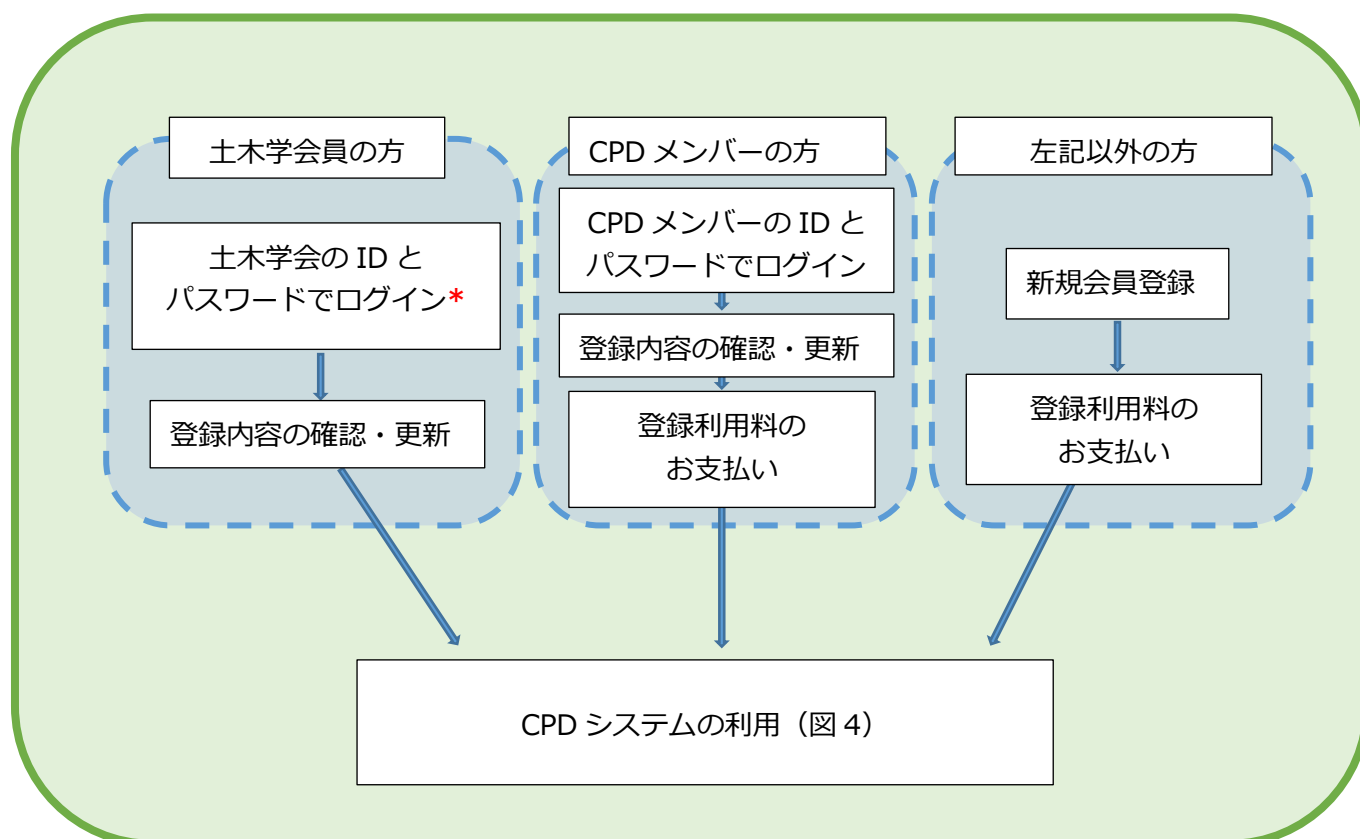 土木学会員の方
土木学会の ID と
パスワードでログイン*
登録内容の確認・更新
CPD メンバーの方
CPD メンバーの ID と
パスワードでログイン
登録内容の確認・更新
登録利用料の
お支払い
左記以外の方
新規会員登録
登録利用料の
お支払い
CPD システムの利用（図 4）